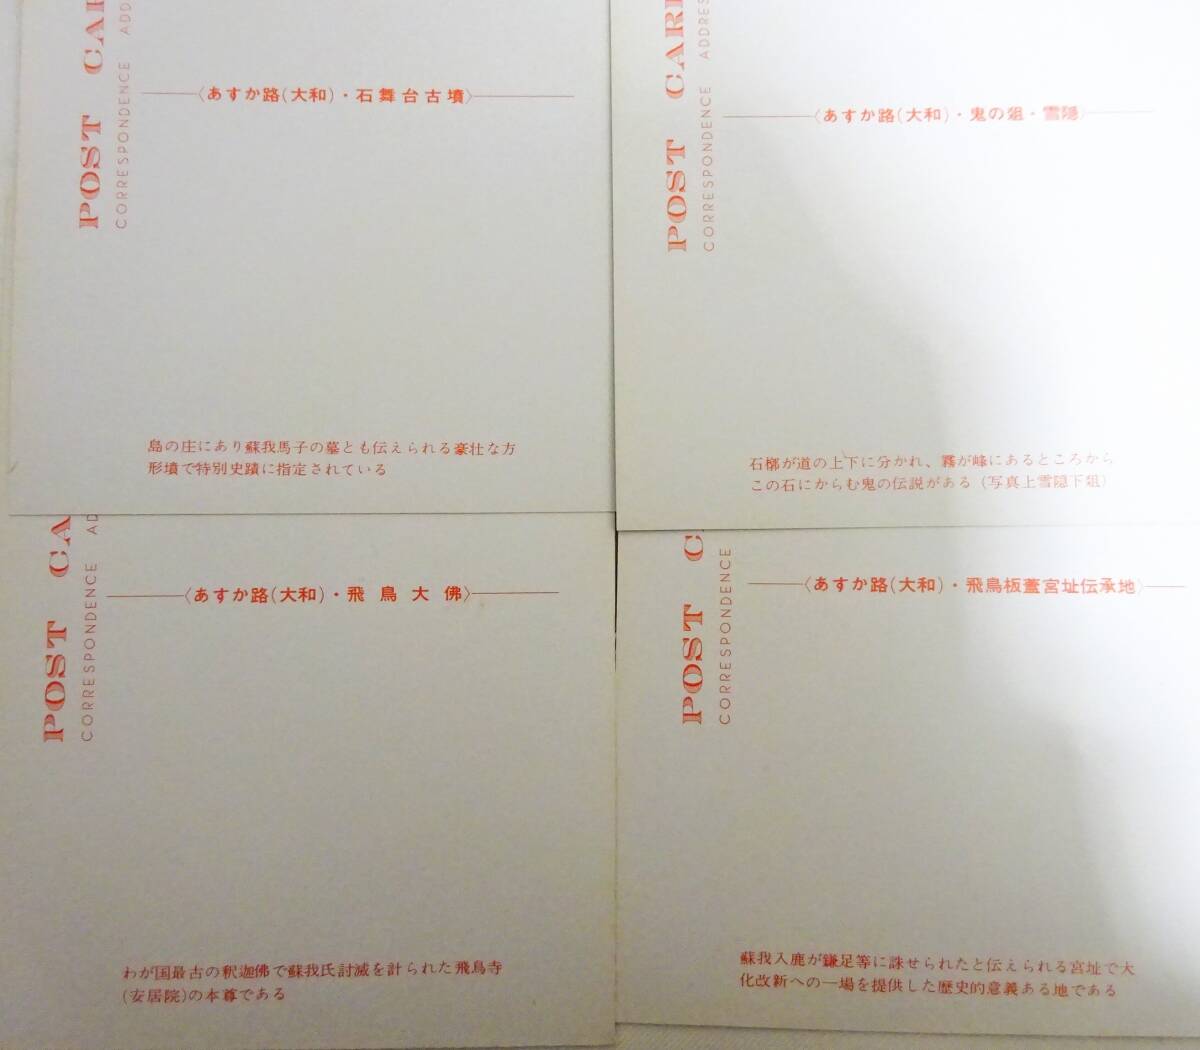 POST CAR
CORRESPONDENCE ADD
〈あすか路(大和)・石舞台古墳〉
島の庄にあり蘇我馬子の墓とも伝えられる豪壮な方
形墳で特別史蹟に指定されている
POST CARD
CORRESPONDENCE ADDRES
〈あすか路(大和)・鬼の俎・雪隠〉
石槨が道の上下に分かれ、霧が峰にあるところから
この石にからむ鬼の伝説がある(写真上雪隠下俎)
POST CA
CORRESPONDENCE AD
〈あすか路(大和)・飛鳥大佛〉
わが国最古の釈迦佛で蘇我氏討滅を計られた飛鳥寺
(安居院)の本尊である
POST C
CORRESPONDENCE
〈あすか路(大和)・飛鳥板蓋宮址伝承地〉
蘇我入鹿が鎌足等に誅せられたと伝えられる宮址で大
化改新への一場を提供した歴史的意義ある地である